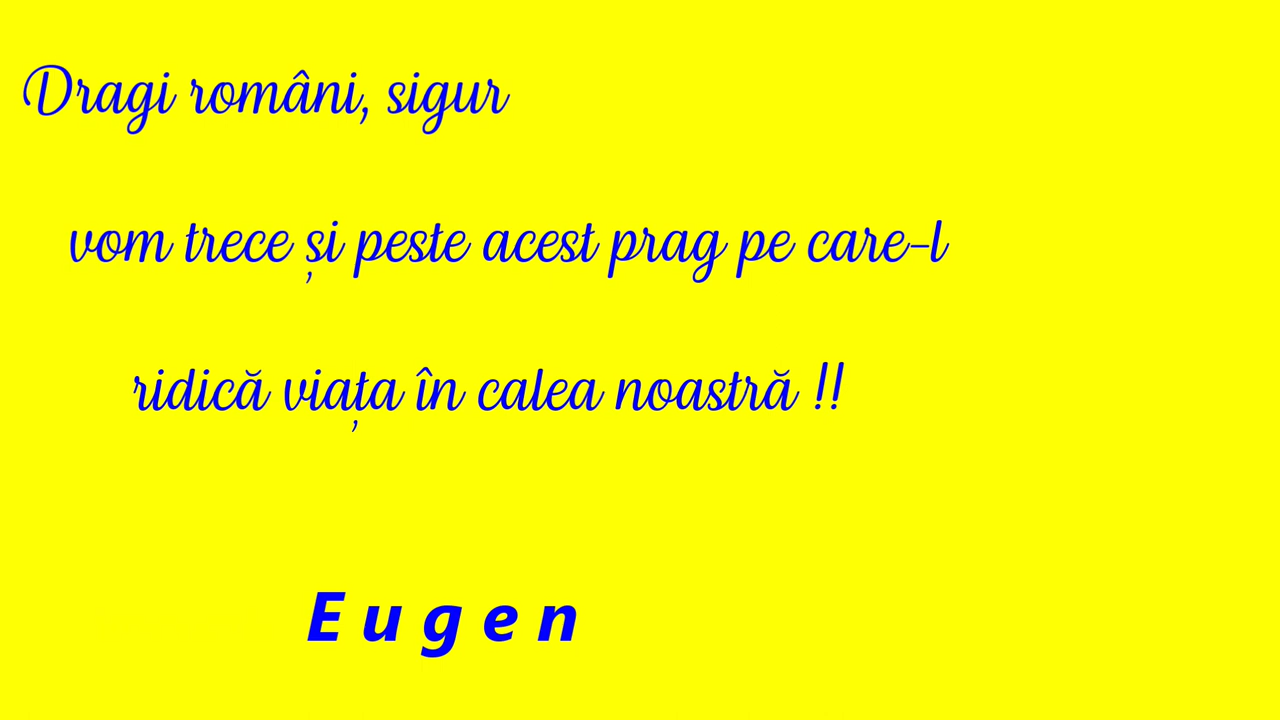 Dragi români, sigur
vom trece și peste acest prag pe care-l
ridică viața în calea noastră !!
E u g e n